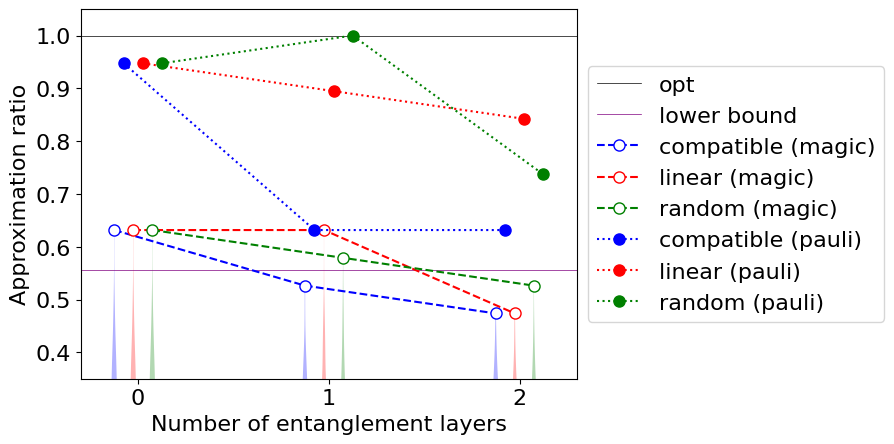 1.0
0.9
0.8
0.7
0.6
0.5
0.4
Approximation ratio
0 1 2
Number of entanglement layers
opt
lower bound
compatible (magic)
linear (magic)
random (magic)
compatible (pauli)
linear (pauli)
random (pauli)